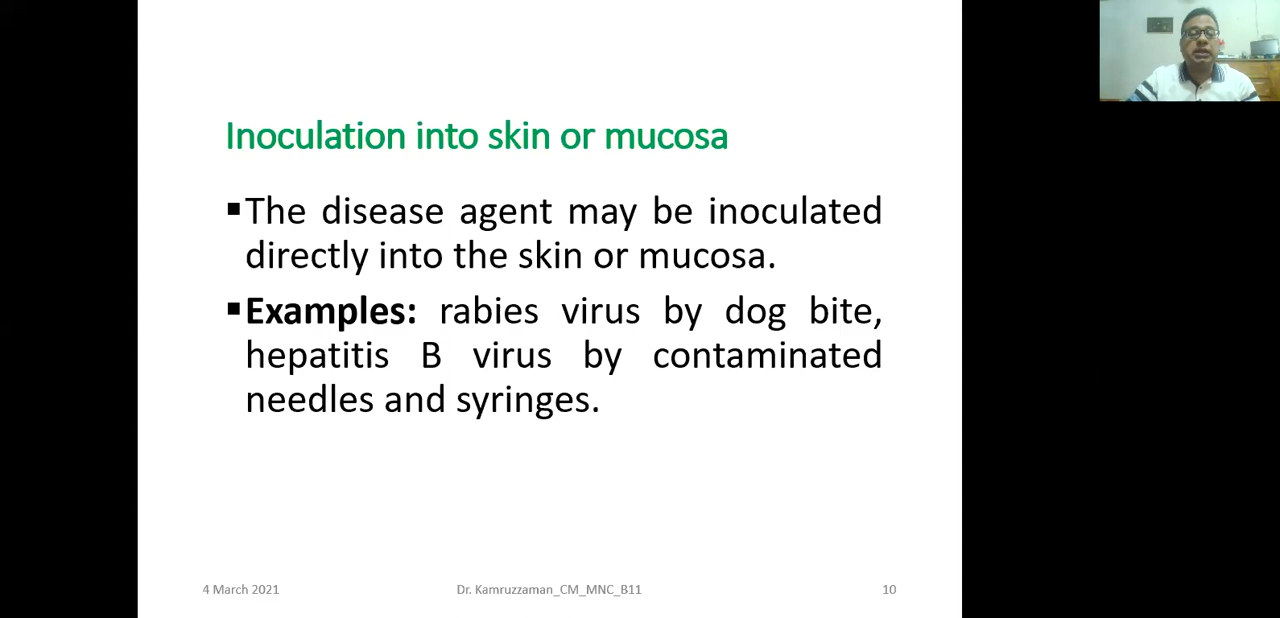 Inoculation into skin or mucosa
▪The disease agent may be inoculated
directly into the skin or mucosa.
▪Examples: rabies virus by dog bite,
hepatitis B virus by contaminated
needles and syringes.
4 March 2021
Dr. Kamruzzaman_CM_MNC_B11
10